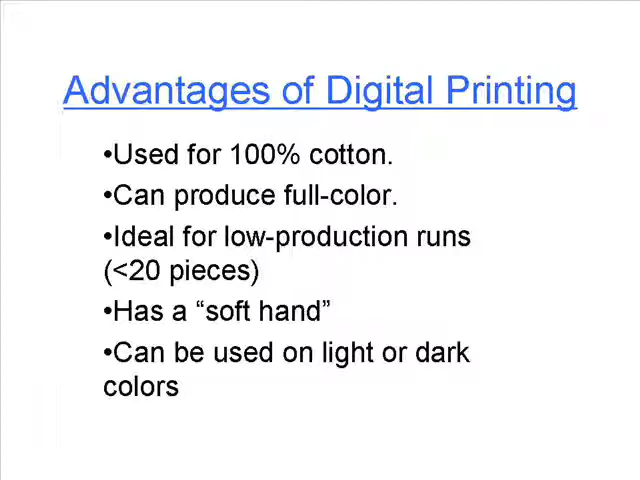 Advantages of Digital Printing
•Used for 100% cotton.
•Can produce full-color.
•Ideal for low-production runs
(<20 pieces)
•Has a “soft hand”
•Can be used on light or dark
colors